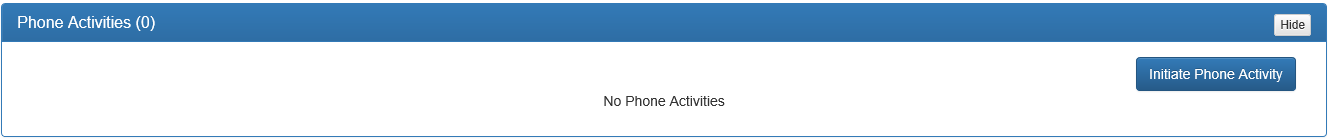 Phone Activities (0)
Hide
Initiate Phone Activity
No Phone Activities